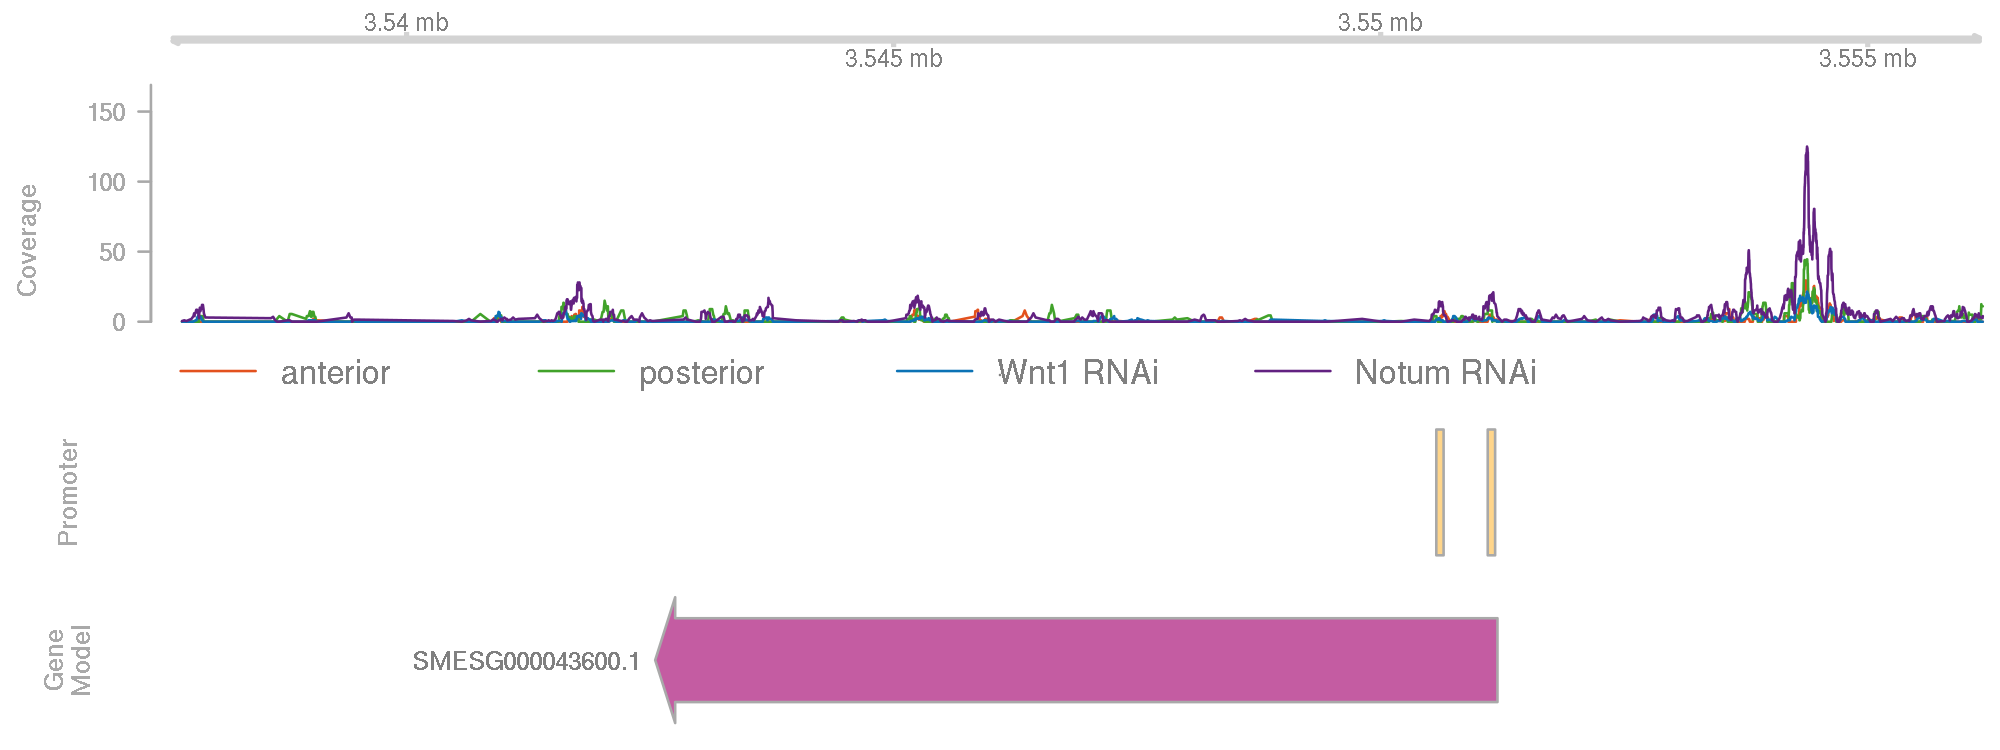 3.54 mb
3.55 mb
3.545 mb
3.555 mb
150
100
50
0
Coverage
anterior
posterior
Wnt1 RNAi
Notum RNAi
Promoter
Gene
Model
SMESG000043600.1